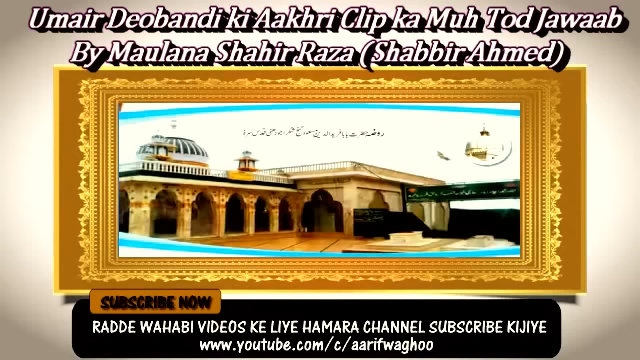 Umair Deobandi ki Aakhri Clip ka Muh Tod Jawaab
By Maulana Shahir Raza (Shabbir Ahmed)
SUBSCRIBE NOW
RADDE WAHABI VIDEOS KE LIYE HAMARA CHANNEL SUBSCRIBE KIJIYE
www.youtube.com/c/aarifwaghoo